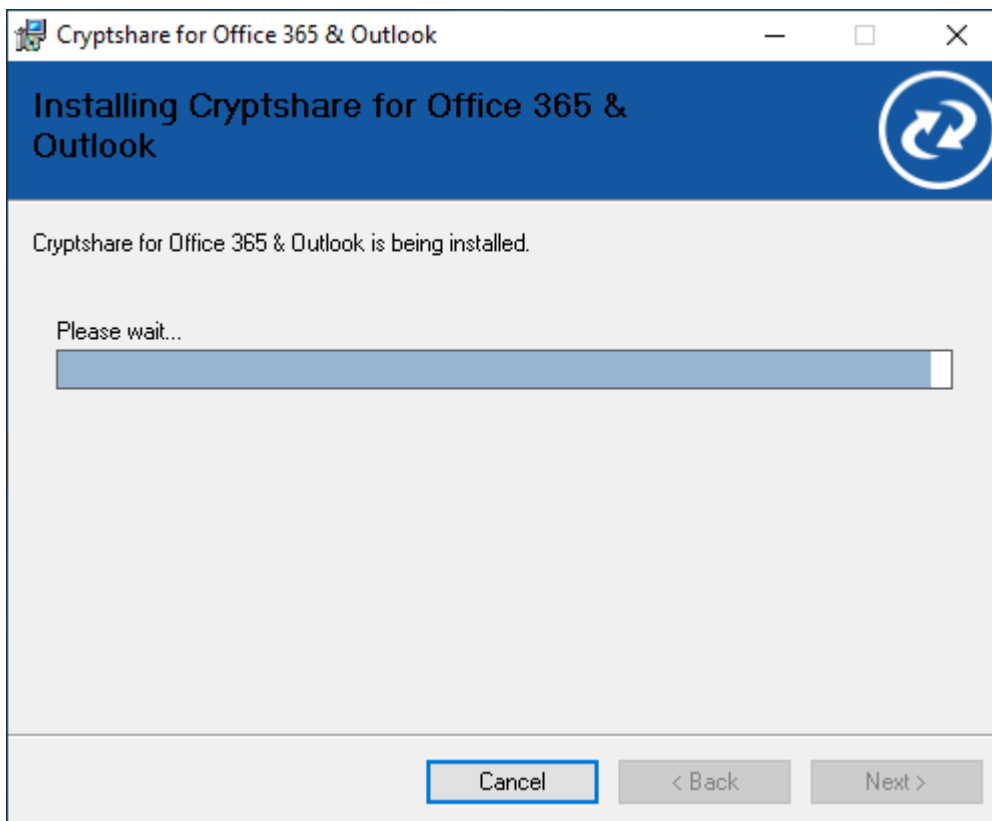 Cryptshare for Office 365 & Outlook
Installing Cryptshare for Office 365 &
Outlook
Cryptshare for Office 365 & Outlook is being installed.
Please wait...
Cancel
< Back
Next >